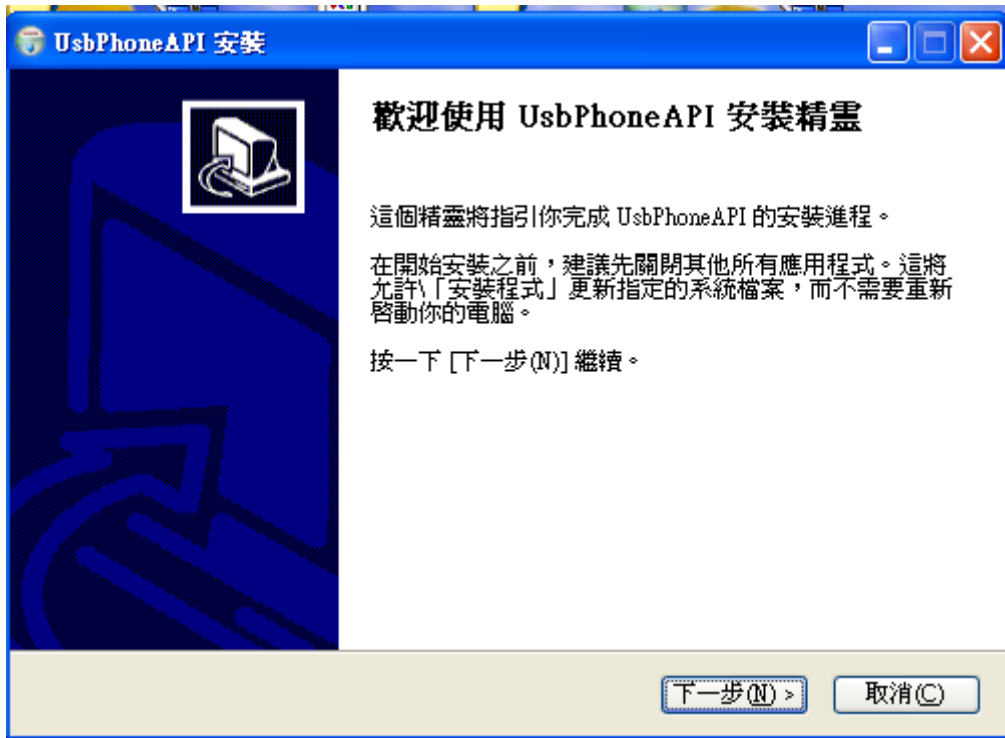 UsbPhoneAPI 安裝
歡迎使用 UsbPhoneAPI 安裝精靈
這個精靈將指引你完成 UsbPhoneAPI 的安裝進程。
在開始安裝之前，建議先關閉其他所有應用程式。這將
允許\「安裝程式」更新指定的系統檔案，而不需要重新
啓動你的電腦。
按一下 [下一步(N)] 繼續。
下一步(N) >
取消(C)